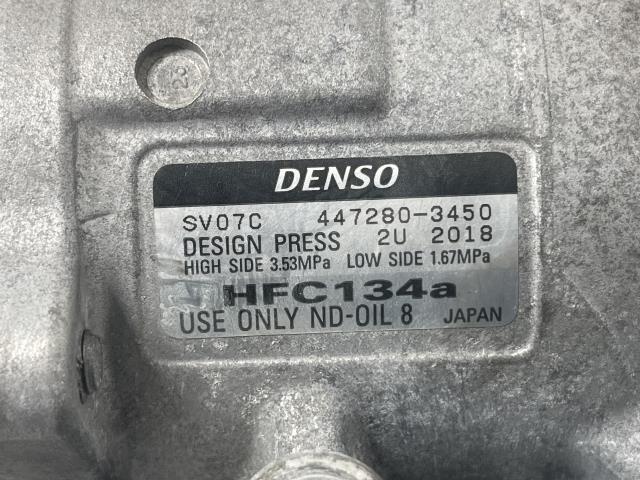 23
DENSO
SV07C 447280-3450
DESIGN PRESS 2U 2018
HIGH SIDE 3.53MPa LOW SIDE 1.67MPa
HFC134a
USE ONLY ND-OIL 8 JAPAN